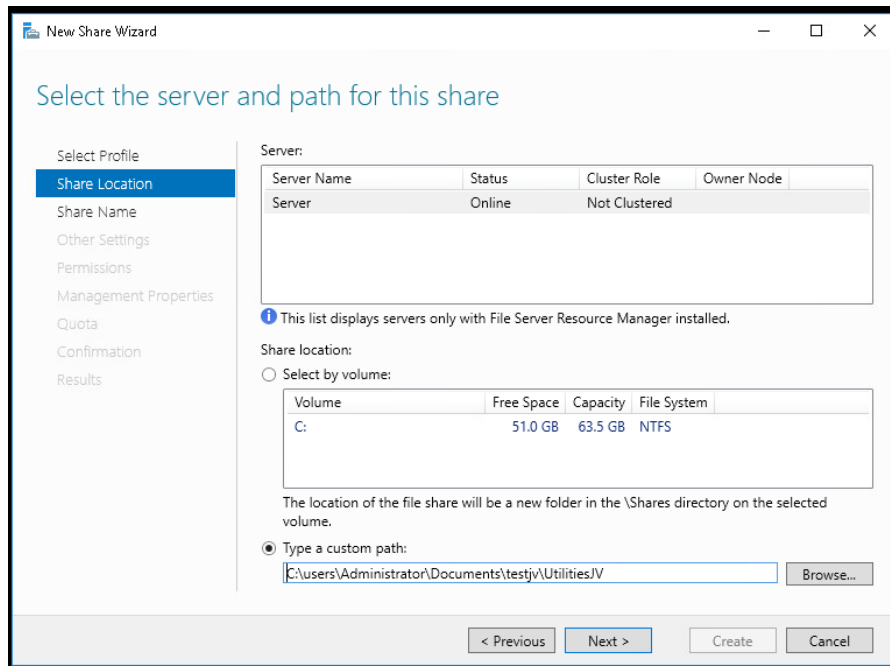 New Share Wizard
Select the server and path for this share
Select Profile
Share Location
Share Name
Other Settings
Permissions
Management Properties
Quota
Confirmation
Results
Server:
Server Name Status Cluster Role Owner Node
Server Online Not Clustered
This list displays servers only with File Server Resource Manager installed.
Share location:
Select by volume:
Volume Free Space Capacity File System
C: 51.0 GB 63.5 GB NTFS
The location of the file share will be a new folder in the \Shares directory on the selected
volume.
Type a custom path:
C:\users\Administrator\Documents\testjv\UtilitiesJV Browse...
< Previous Next > Create Cancel